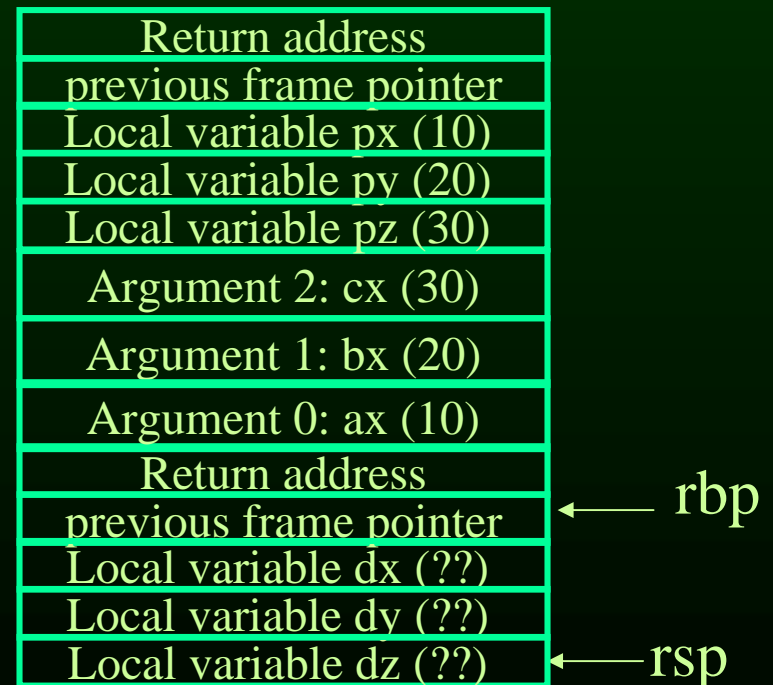 Return address
previous frame pointer
Local variable px (10)
Local variable py (20)
Local variable pz (30)
Argument 2: cx (30)
Argument 1: bx (20)
Argument 0: ax (10)
Return address
previous frame pointer
rbp
Local variable dx (??)
Local variable dy (??)
Local variable dz (??)
rsp